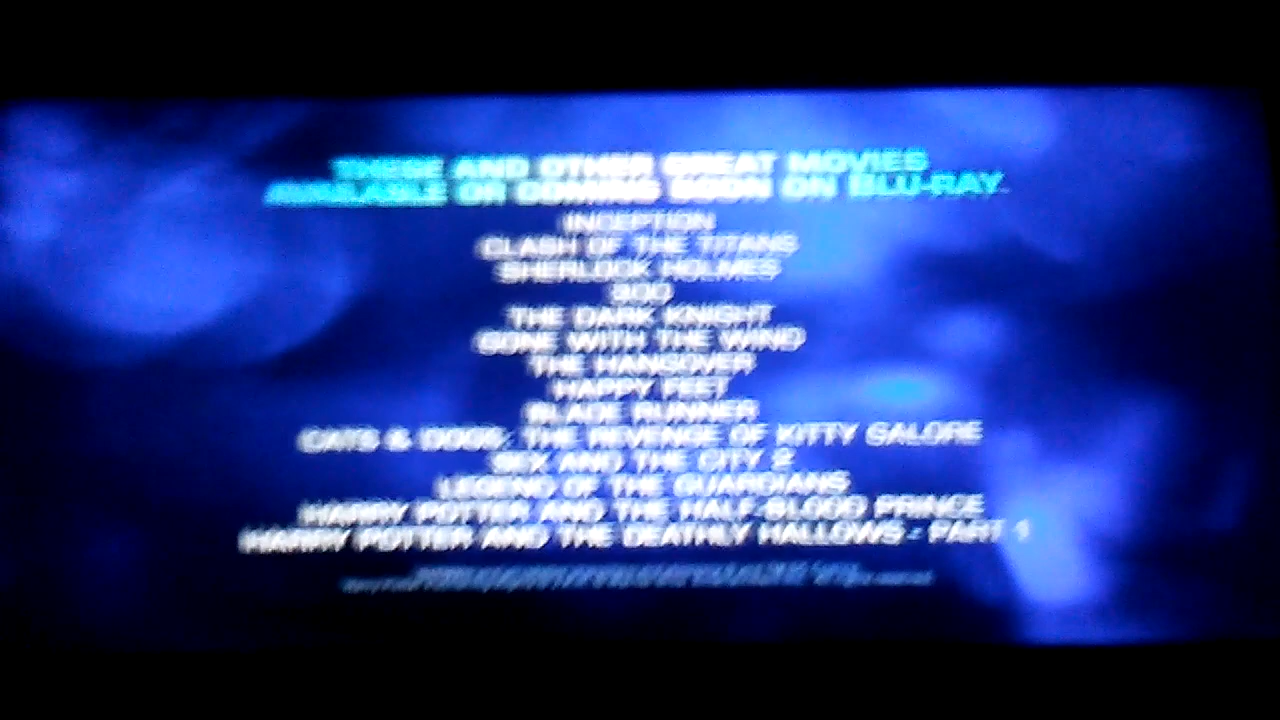 THESE AND OTHER GREAT MOVIES
AVAILABLE OR COMING SOON ON BLU-RAY
INCEPTION
CLASH OF THE TITANS
SHERLOCK HOLMES
300
THE DARK KNIGHT
GONE WITH THE WIND
THE HANGOVER
HAPPY FEET
BLADE RUNNER
CATS & DOGS: THE REVENGE OF KITTY GALORE
SEX AND THE CITY 2
LEGEND OF THE GUARDIANS
HARRY POTTER AND THE HALF-BLOOD PRINCE
HARRY POTTER AND THE DEATHLY HALLOWS - PART 1